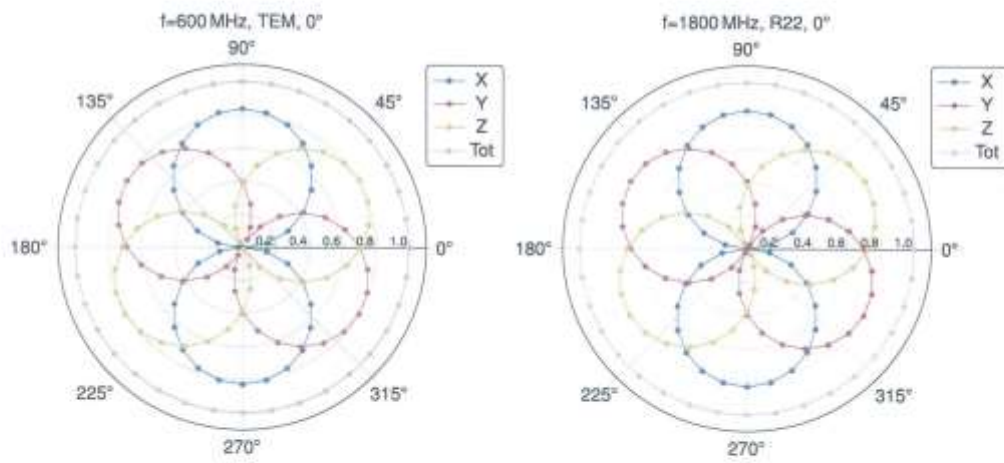 f=600 MHz, TEM, 0°
90°
135°
45°
180°
0.2 0.4 0.6 0.8 1.0
0°
225°
315°
270°
X
Y
Z
Tot
f=1800 MHz, R22, 0°
90°
135°
45°
180°
0.2 0.4 0.6 0.8 1.0
0°
225°
315°
270°
X
Y
Z
Tot